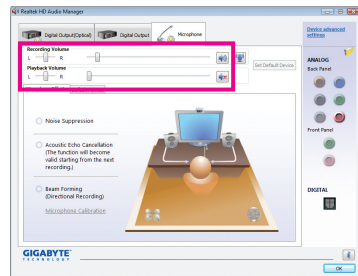 Realtek HD Audio Manager
Digital Output(Optical)
Digital Output
Microphone
Device advanced
settings
Recording Volume
L
R
Set Default Device
Playback Volume
L
R
ANALOG
Back Panel
Noise Suppression
Acoustic Echo Cancellation
(The function will become
valid starting from the next
recording.)
Beam Forming
(Directional Recording)
Microphone Calibration
Front Panel
DIGITAL
GIGABYTE
TECHNOLOGY
OK